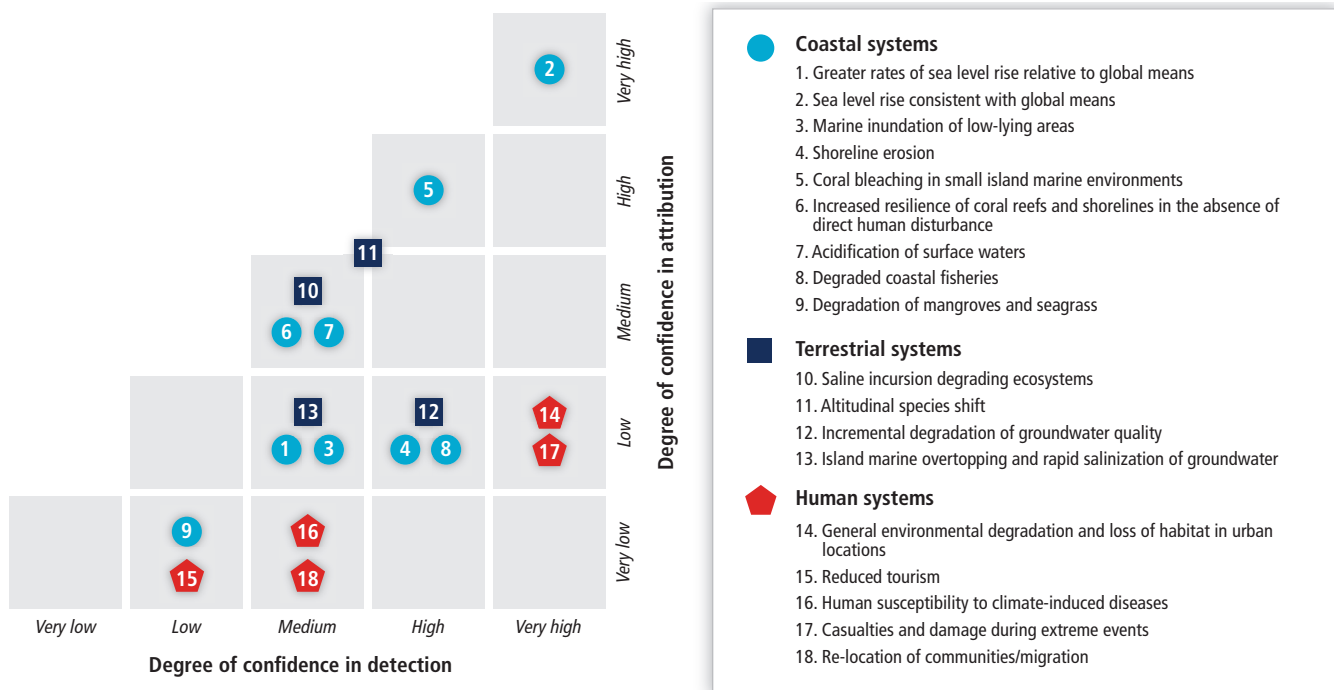 2
Very high
5
High
11
10
6 7
Medium
13
1 3
12
4 8
14
17
Low
9
15
16
18
Very low
Degree of confidence in attribution
Very low Low Medium High Very high
Degree of confidence in detection
Coastal systems
1. Greater rates of sea level rise relative to global means
2. Sea level rise consistent with global means
3. Marine inundation of low-lying areas
4. Shoreline erosion
5. Coral bleaching in small island marine environments
6. Increased resilience of coral reefs and shorelines in the absence of
direct human disturbance
7. Acidification of surface waters
8. Degraded coastal fisheries
9. Degradation of mangroves and seagrass
Terrestrial systems
10. Saline incursion degrading ecosystems
11. Altitudinal species shift
12. Incremental degradation of groundwater quality
13. Island marine overtopping and rapid salinization of groundwater
Human systems
14. General environmental degradation and loss of habitat in urban
locations
15. Reduced tourism
16. Human susceptibility to climate-induced diseases
17. Casualties and damage during extreme events
18. Re-location of communities/migration